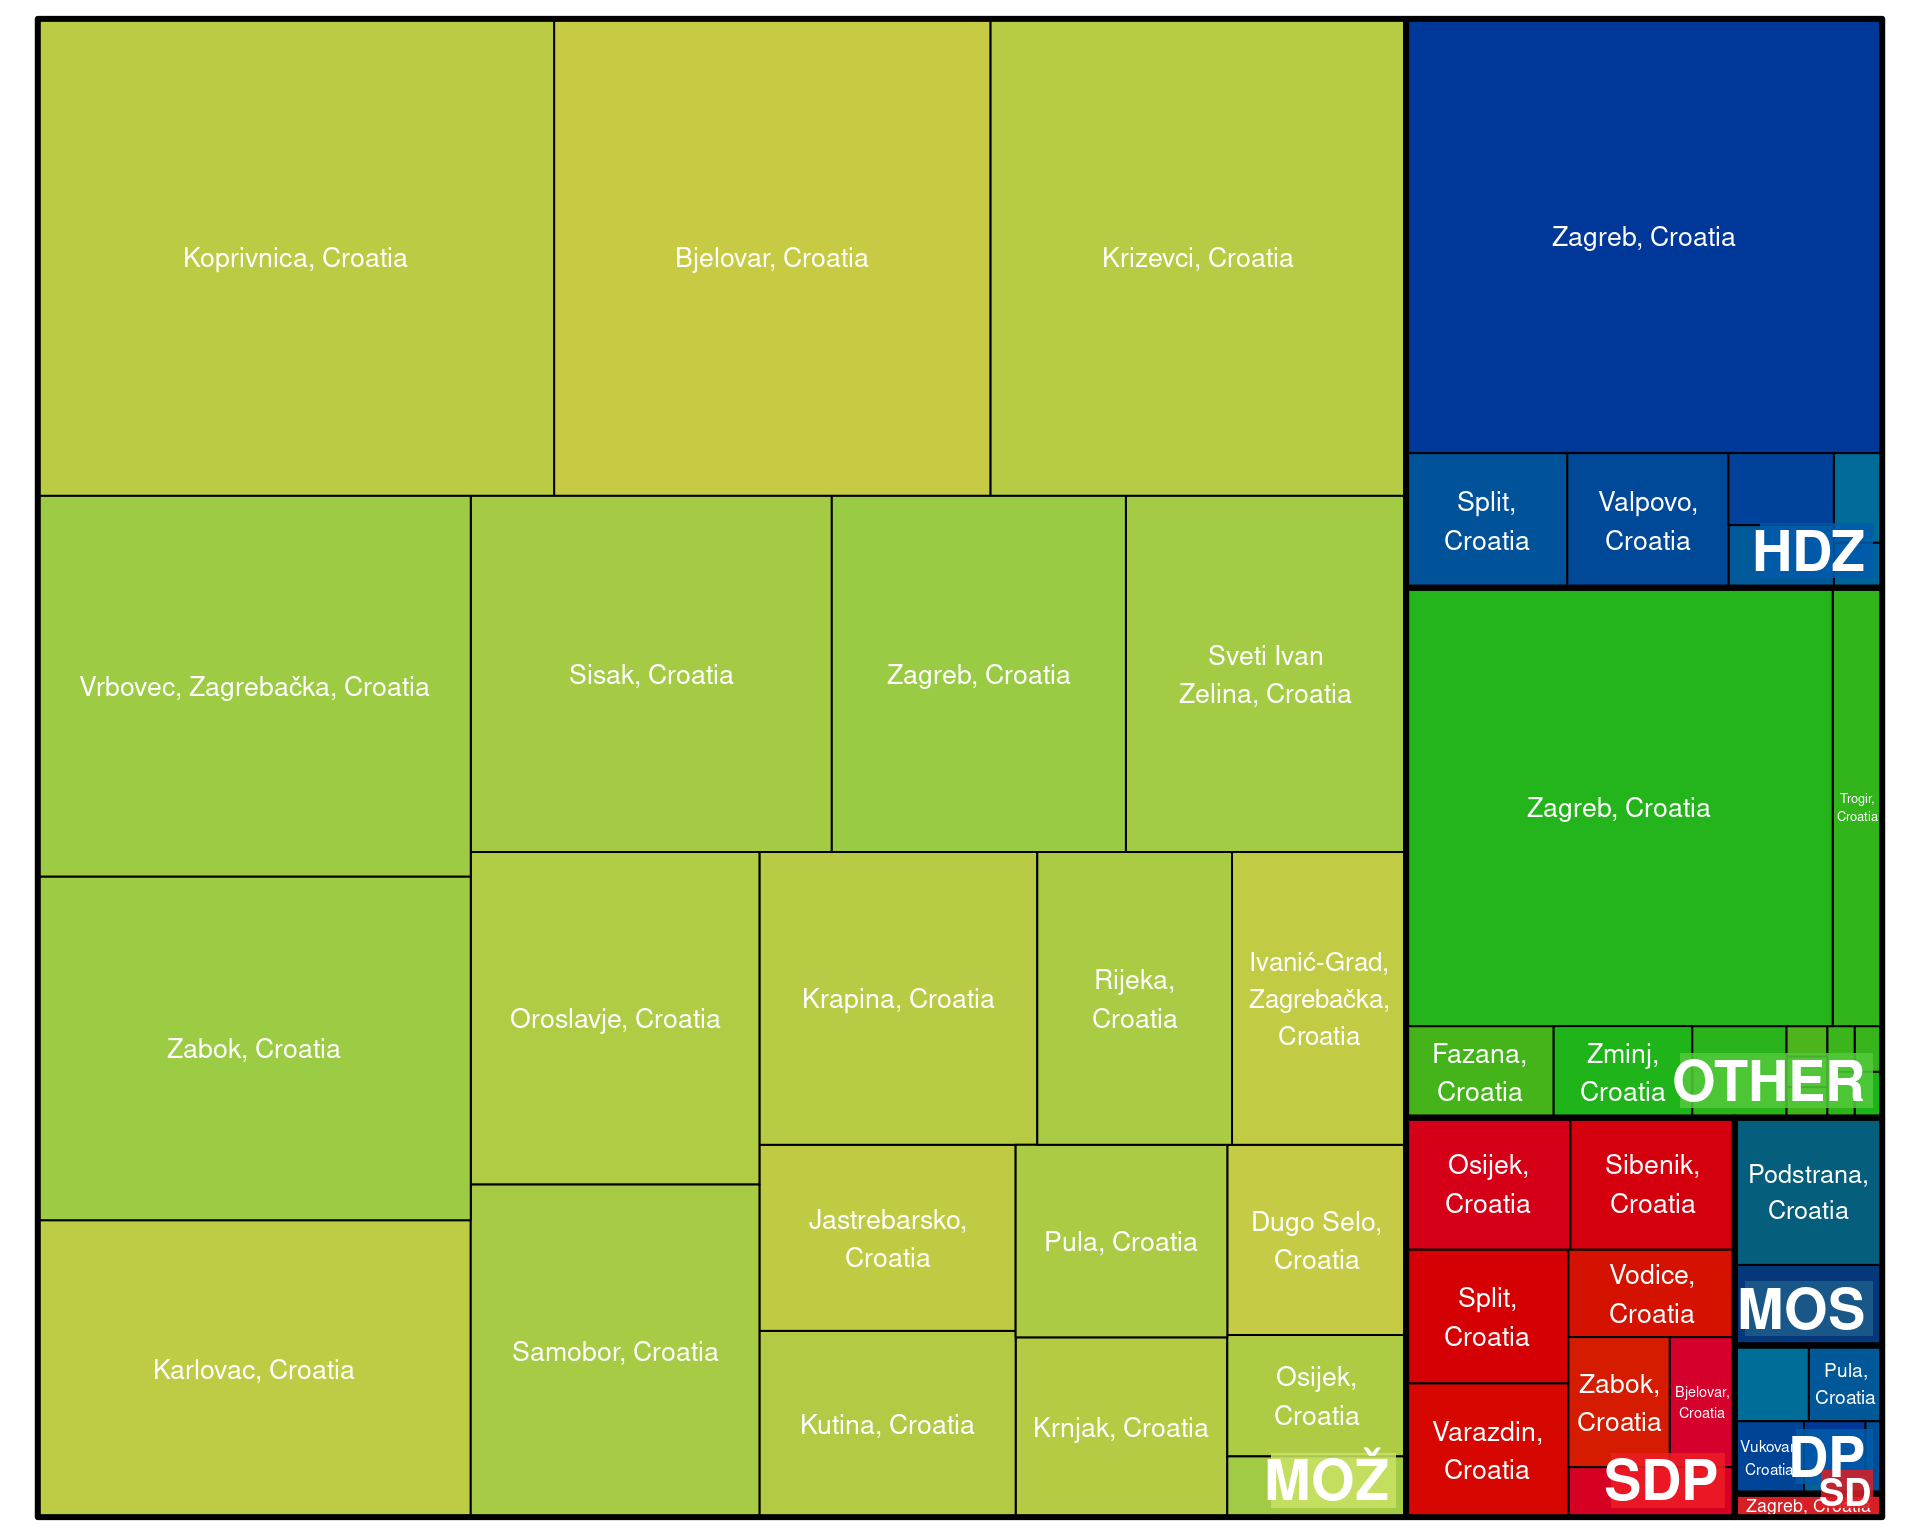 Koprivnica, Croatia
Bjelovar, Croatia
Krizevci, Croatia
Vrbovec, Zagrebačka, Croatia
Sisak, Croatia
Zagreb, Croatia
Sveti Ivan
Zelina, Croatia
Zabok, Croatia
Oroslavje, Croatia
Krapina, Croatia
Rijeka,
Croatia
Ivanić-Grad,
Zagrebačka,
Croatia
Karlovac, Croatia
Samobor, Croatia
Jastrebarsko,
Croatia
Pula, Croatia
Dugo Selo,
Croatia
Kutina, Croatia
Krnjak, Croatia
Osijek,
Croatia
MOŽ
Zagreb, Croatia
Split,
Croatia
Valpovo,
Croatia
HDZ
Zagreb, Croatia
Trogir,
Croatia
Fazana,
Croatia
Zminj,
Croatia
OTHER
Osijek,
Croatia
Sibenik,
Croatia
Split,
Croatia
Vodice,
Croatia
Varazdin,
Croatia
Zabok,
Croatia
Bjelovar,
Croatia
SDP
Podstrana,
Croatia
MOS
Pula,
Croatia
Vukovar,
Croatia
DP
Zagreb, Croatia
SD